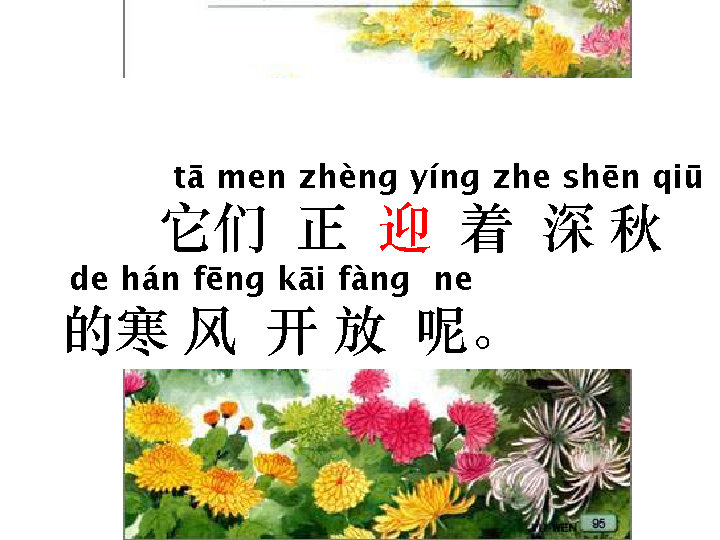 tā men zhèng yíng zhe shēn qiū
它们 正 迎 着 深 秋
de hán fēng kāi fàng ne
的寒 风 开 放 呢。
95